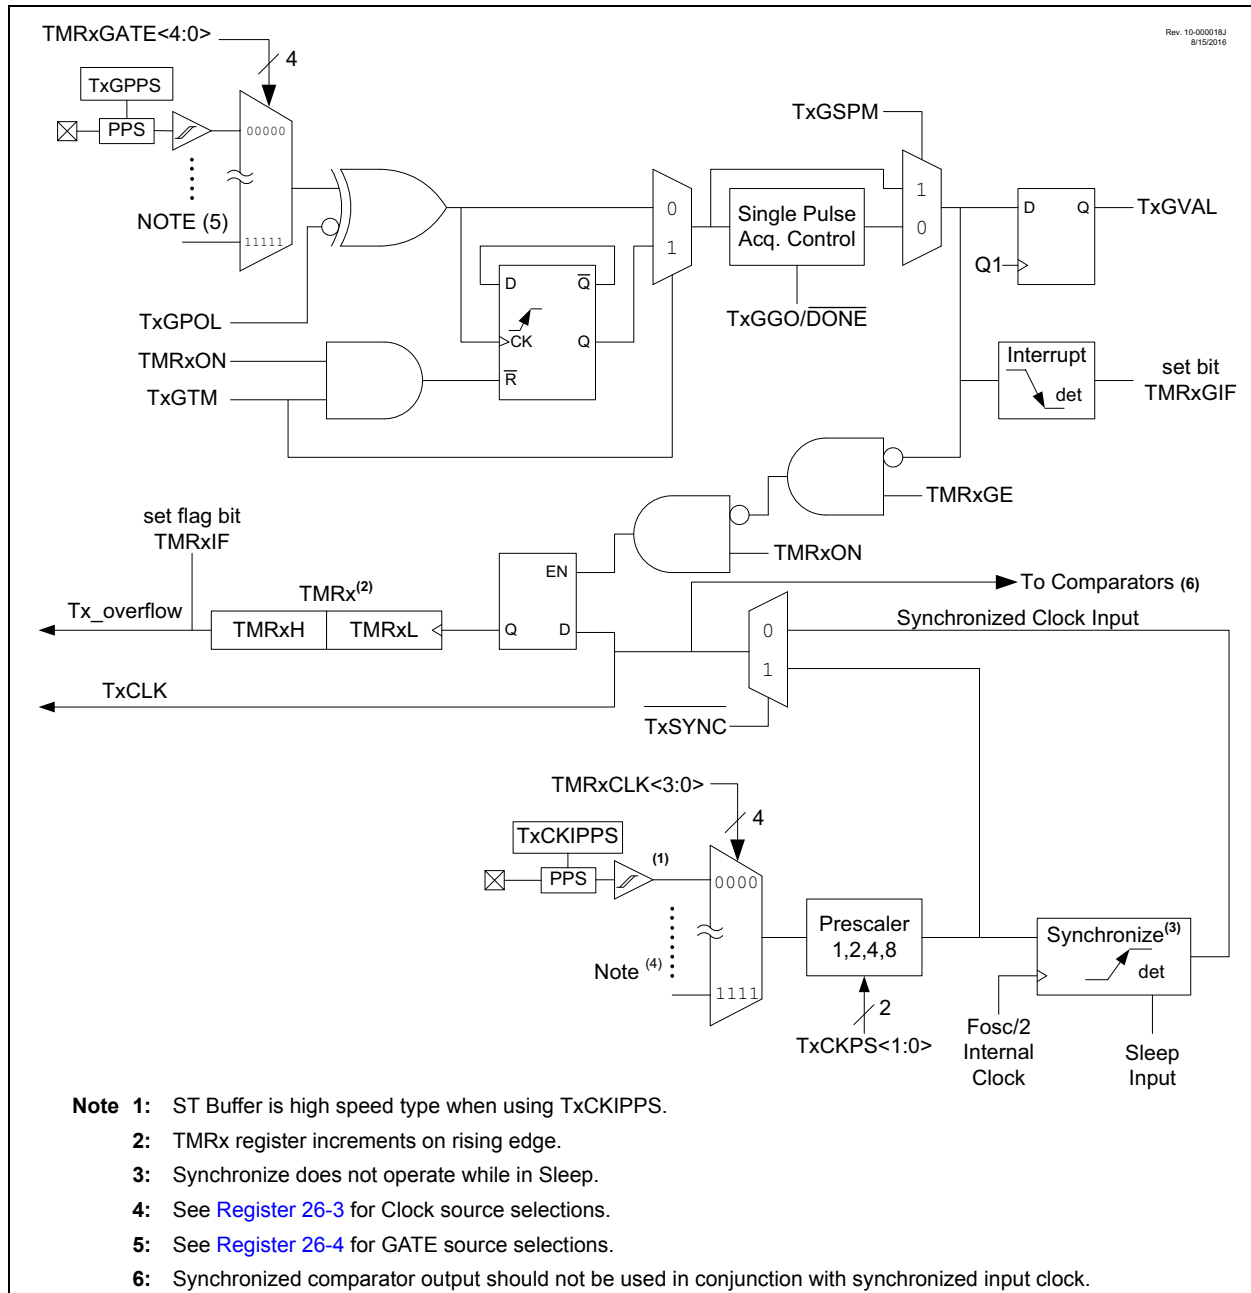 Rev. 10-000018J
8/15/2016
TMRxGATE<4:0>
4
TxGPPS
PPS
00000
NOTE (5)
11111
TxGPOL
TMRxON
TxGTM
D
Q
CK
Q
R
0
1
Single Pulse
Acq. Control
TxGGO/DONE
TxGSPM
1
0
D
Q
Q1
TxGVAL
Interrupt
det
set bit
TMRxGIF
TMRxGE
TMRxON
set flag bit
TMRxIF
Tx_overflow
TMRx(2)
TMRxH
TMRxL
EN
Q
D
To Comparators (6)
Synchronized Clock Input
0
1
TxCLK
TxSYNC
TMRxCLK<3:0>
4
TxCKIPPS
PPS
(1)
0000
Note (4)
1111
Prescaler
1,2,4,8
2
TxCKPS<1:0>
Synchronize(3)
det
Fosc/2
Internal
Clock
Sleep
Input
Note 1: ST Buffer is high speed type when using TxCKIPPS.
2: TMRx register increments on rising edge.
3: Synchronize does not operate while in Sleep.
4: See Register 26-3 for Clock source selections.
5: See Register 26-4 for GATE source selections.
6: Synchronized comparator output should not be used in conjunction with synchronized input clock.